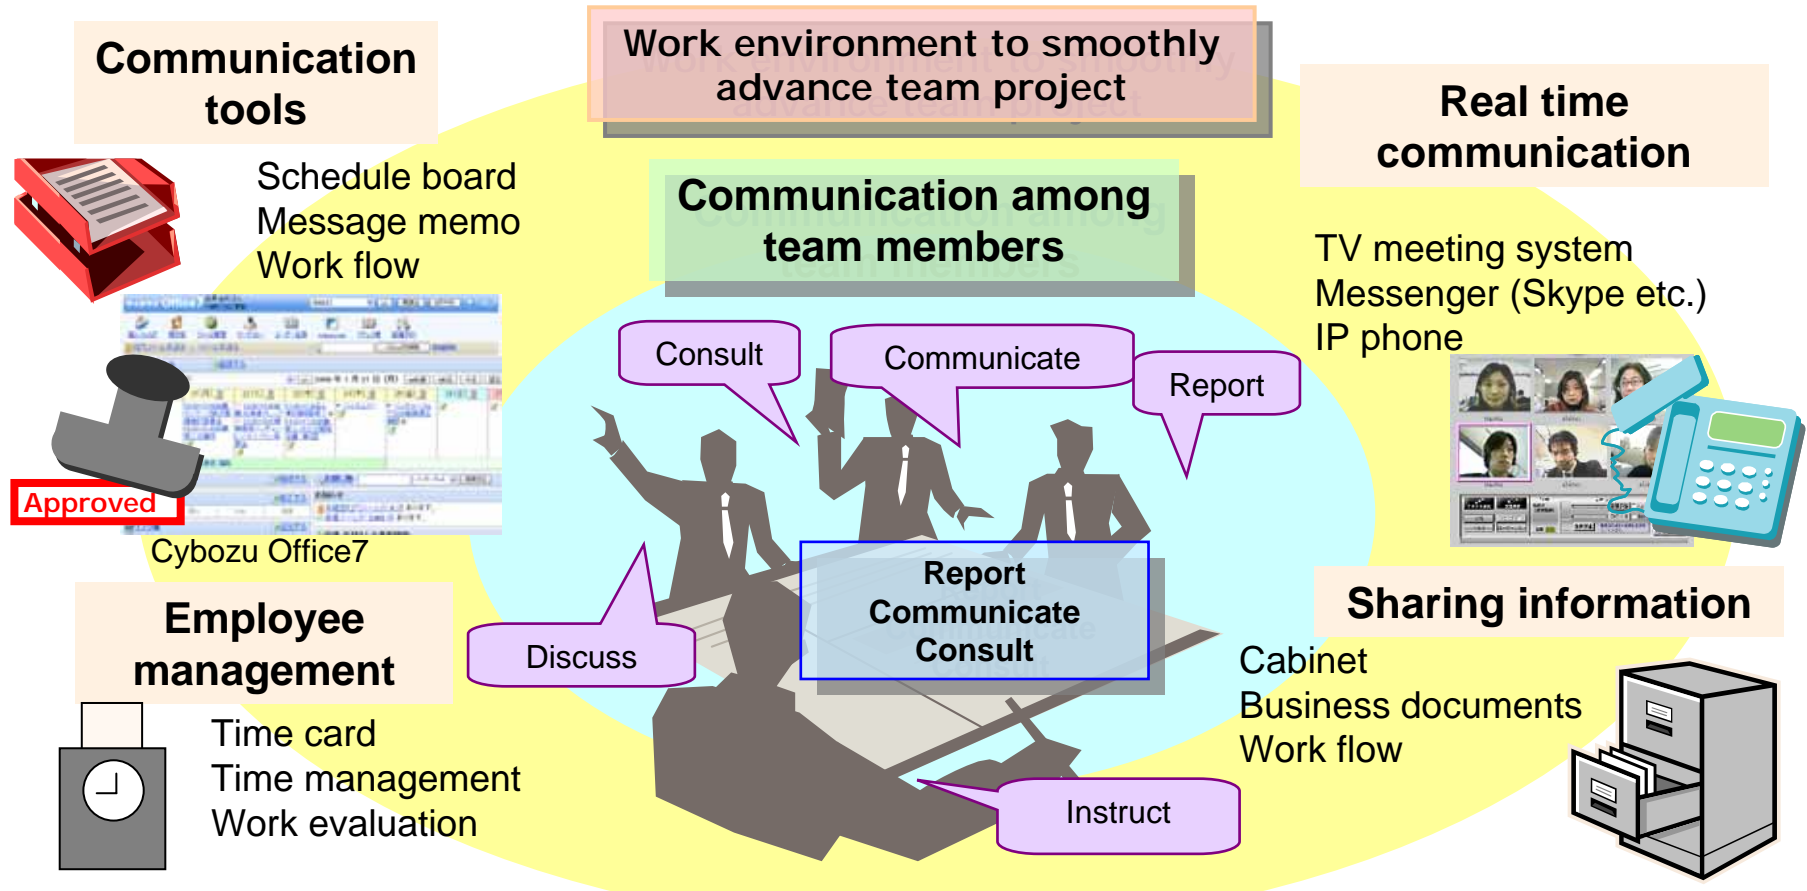 Work environment to smoothly
advance team project
Communication
tools
Schedule board
Message memo
Work flow
Approved
Cybozu Office7
Real time
communication
TV meeting system
Messenger (Skype etc.)
IP phone
Communication among
team members
Consult
Communicate
Report
Discuss
Report
Communicate
Consult
Instruct
Employee
management
Time card
Time management
Work evaluation
Sharing information
Cabinet
Business documents
Work flow